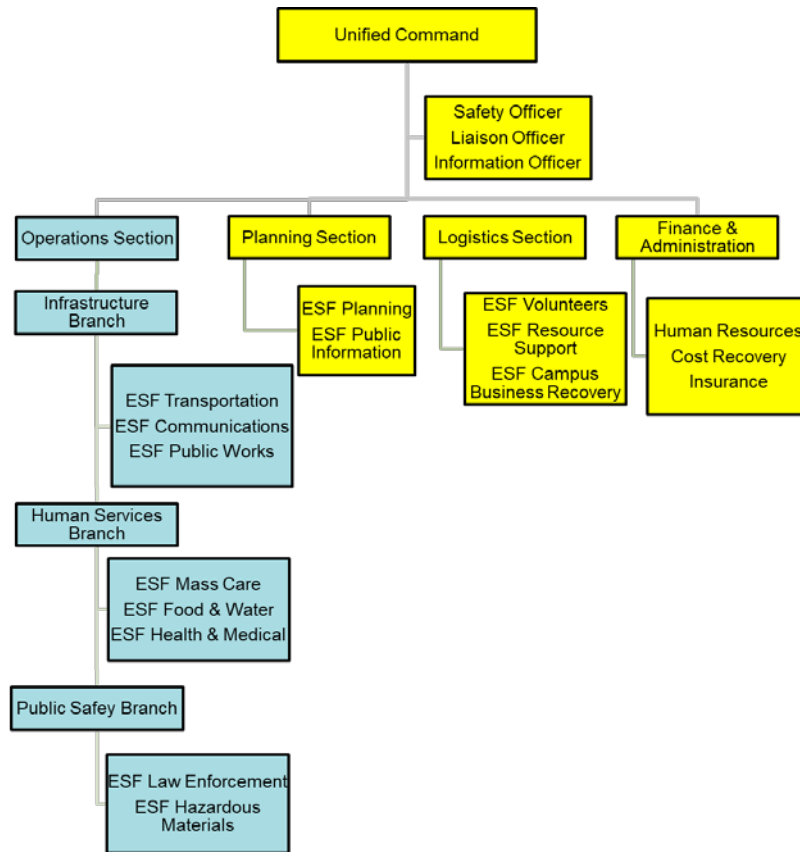 Unified Command
Safety Officer
Liaison Officer
Information Officer
Operations Section
Planning Section
Logistics Section
Finance &
Administration
Infrastructure
Branch
ESF Planning
ESF Public
Information
ESF Volunteers
ESF Resource
Support
ESF Campus
Business Recovery
Human Resources
Cost Recovery
Insurance
ESF Transportation
ESF Communications
ESF Public Works
Human Services
Branch
ESF Mass Care
ESF Food & Water
ESF Health & Medical
Public Safey Branch
ESF Law Enforcement
ESF Hazardous
Materials